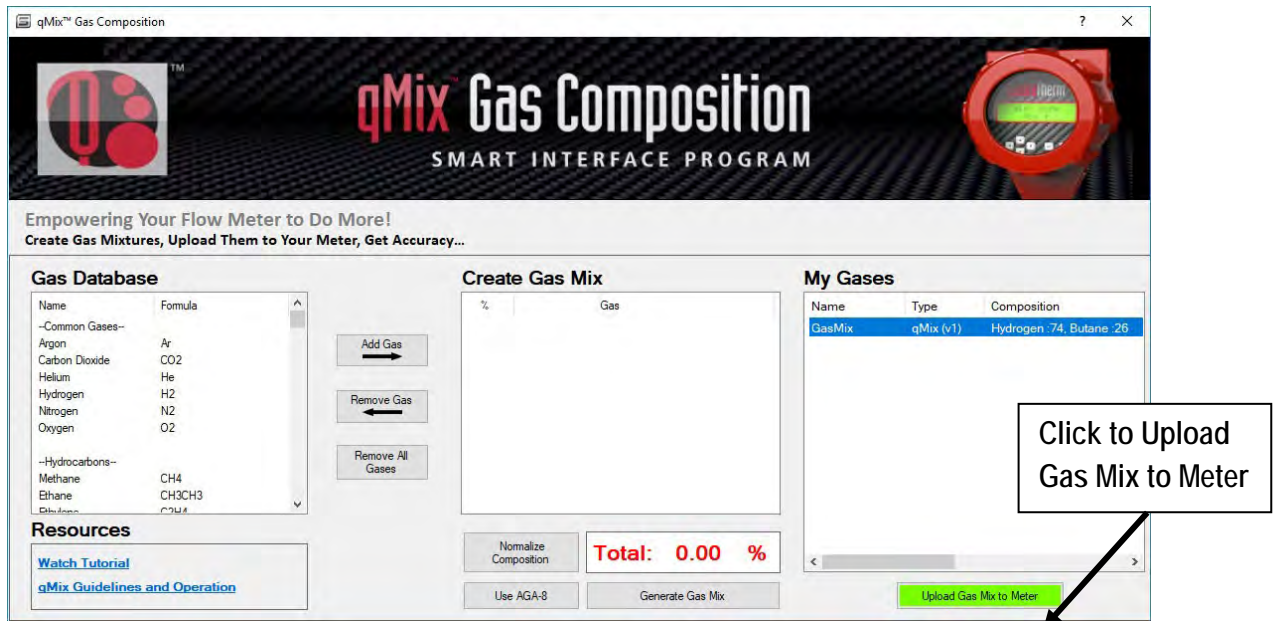 qMix™ Gas Composition
? ×
TM
qMix™ Gas Composition
SMART INTERFACE PROGRAM
Empowering Your Flow Meter to Do More!
Create Gas Mixtures, Upload Them to Your Meter, Get Accuracy...
Gas Database
Name Formula
--Common Gases--
Argon Ar
Carbon Dioxide CO2
Helium He
Hydrogen H2
Nitrogen N2
Oxygen O2
--Hydrocarbons--
Methane CH4
Ethane CH3CH3
Ethylene C2H4
Add Gas
Remove Gas
Remove All
Gases
Create Gas Mix
% Gas
Normalize
Composition
Total: 0.00 %
Use AGA-8
Generate Gas Mix
My Gases
Name Type Composition
GasMix qMix (v1) Hydrogen :74, Butane :26
Upload Gas Mix to Meter
Click to Upload
Gas Mix to Meter
Resources
Watch Tutorial
qMix Guidelines and Operation